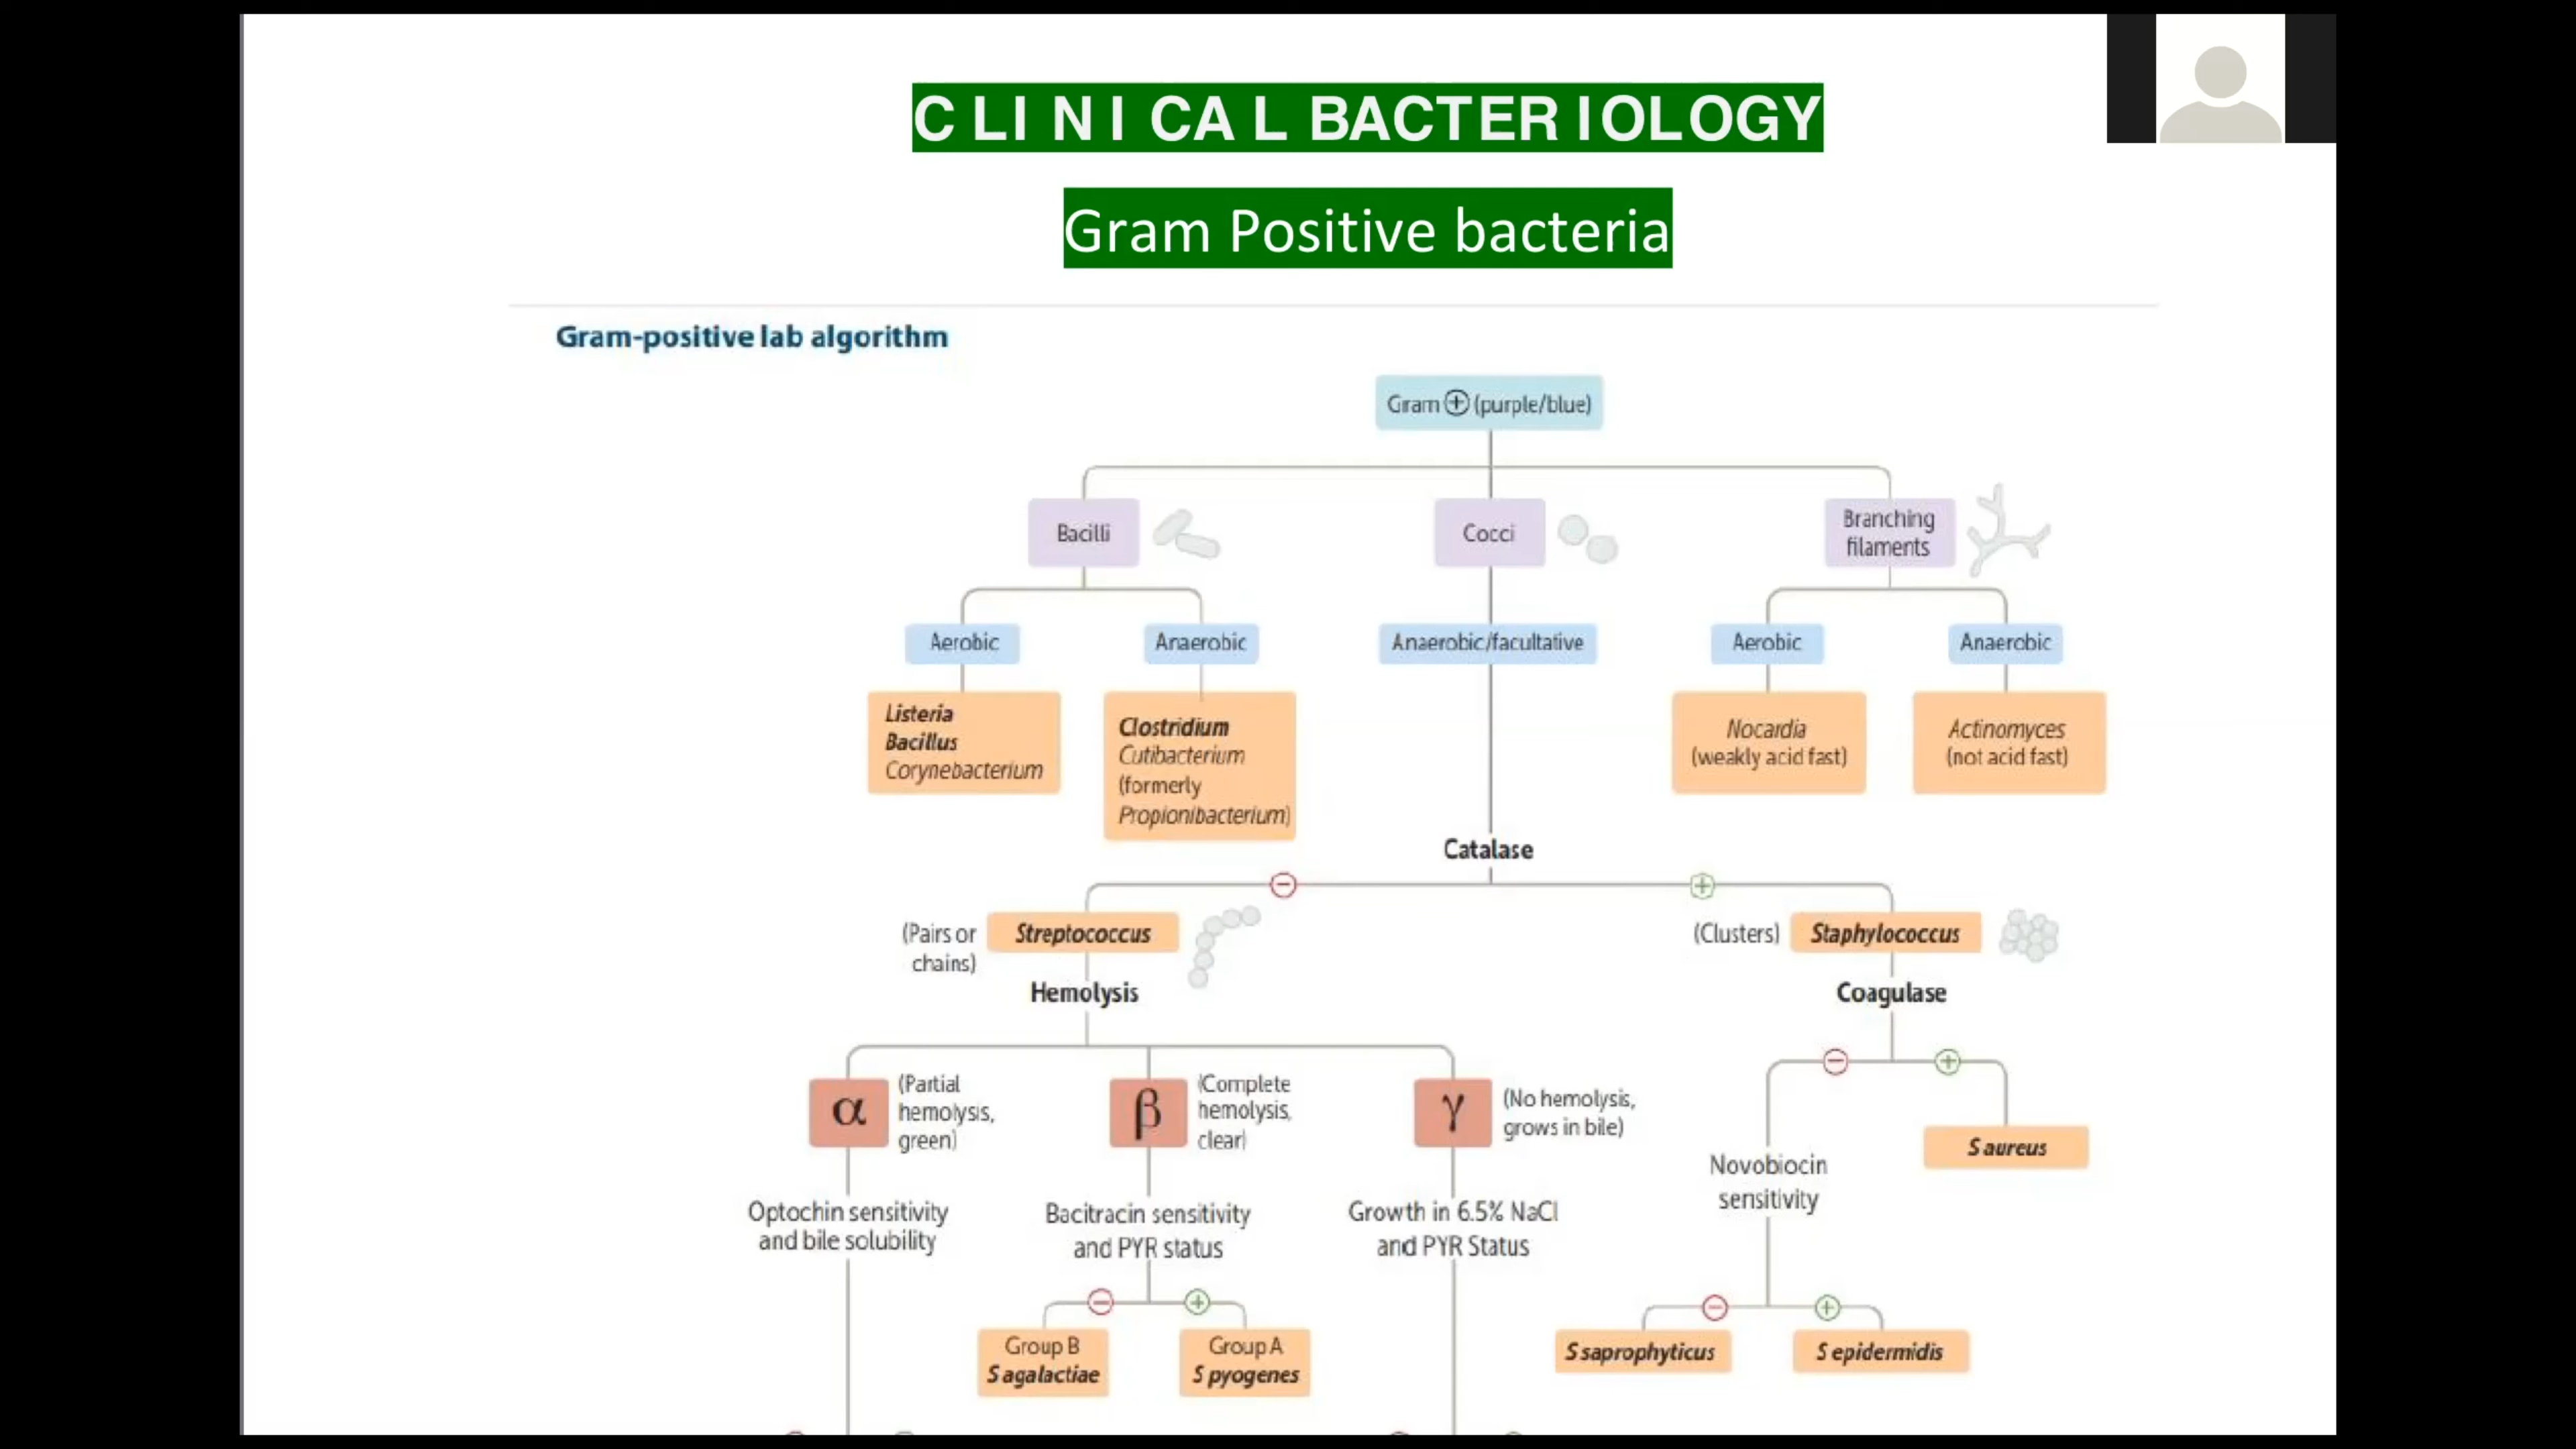 CLINICAL BACTERIOLOGY
Gram Positive bacteria
Gram-positive lab algorithm
Gram ⊕ (purple/blue)
Bacilli
Cocci
Branching
filaments
Aerobic
Anaerobic
Anaerobic/facultative
Aerobic
Anaerobic
Listeria
Bacillus
Corynebacterium
Clostridium
Cutibacterium
(formerly
Propionibacterium)
Nocardia
(weakly acid fast)
Actinomyces
(not acid fast)
Catalase
⊖
⊕
(Pairs or
chains)
Streptococcus
(Clusters)
Staphylococcus
Hemolysis
Coagulase
⊖
⊕
α
(Partial
hemolysis,
green)
β
(Complete
hemolysis,
clear)
γ
(No hemolysis,
grows in bile)
S aureus
Novobiocin
sensitivity
Optochin sensitivity
and bile solubility
Bacitracin sensitivity
and PYR status
Growth in 6.5% NaCl
and PYR Status
⊖
⊕
⊖
⊕
Group B
S agalactiae
Group A
S pyogenes
S saprophyticus
S epidermidis